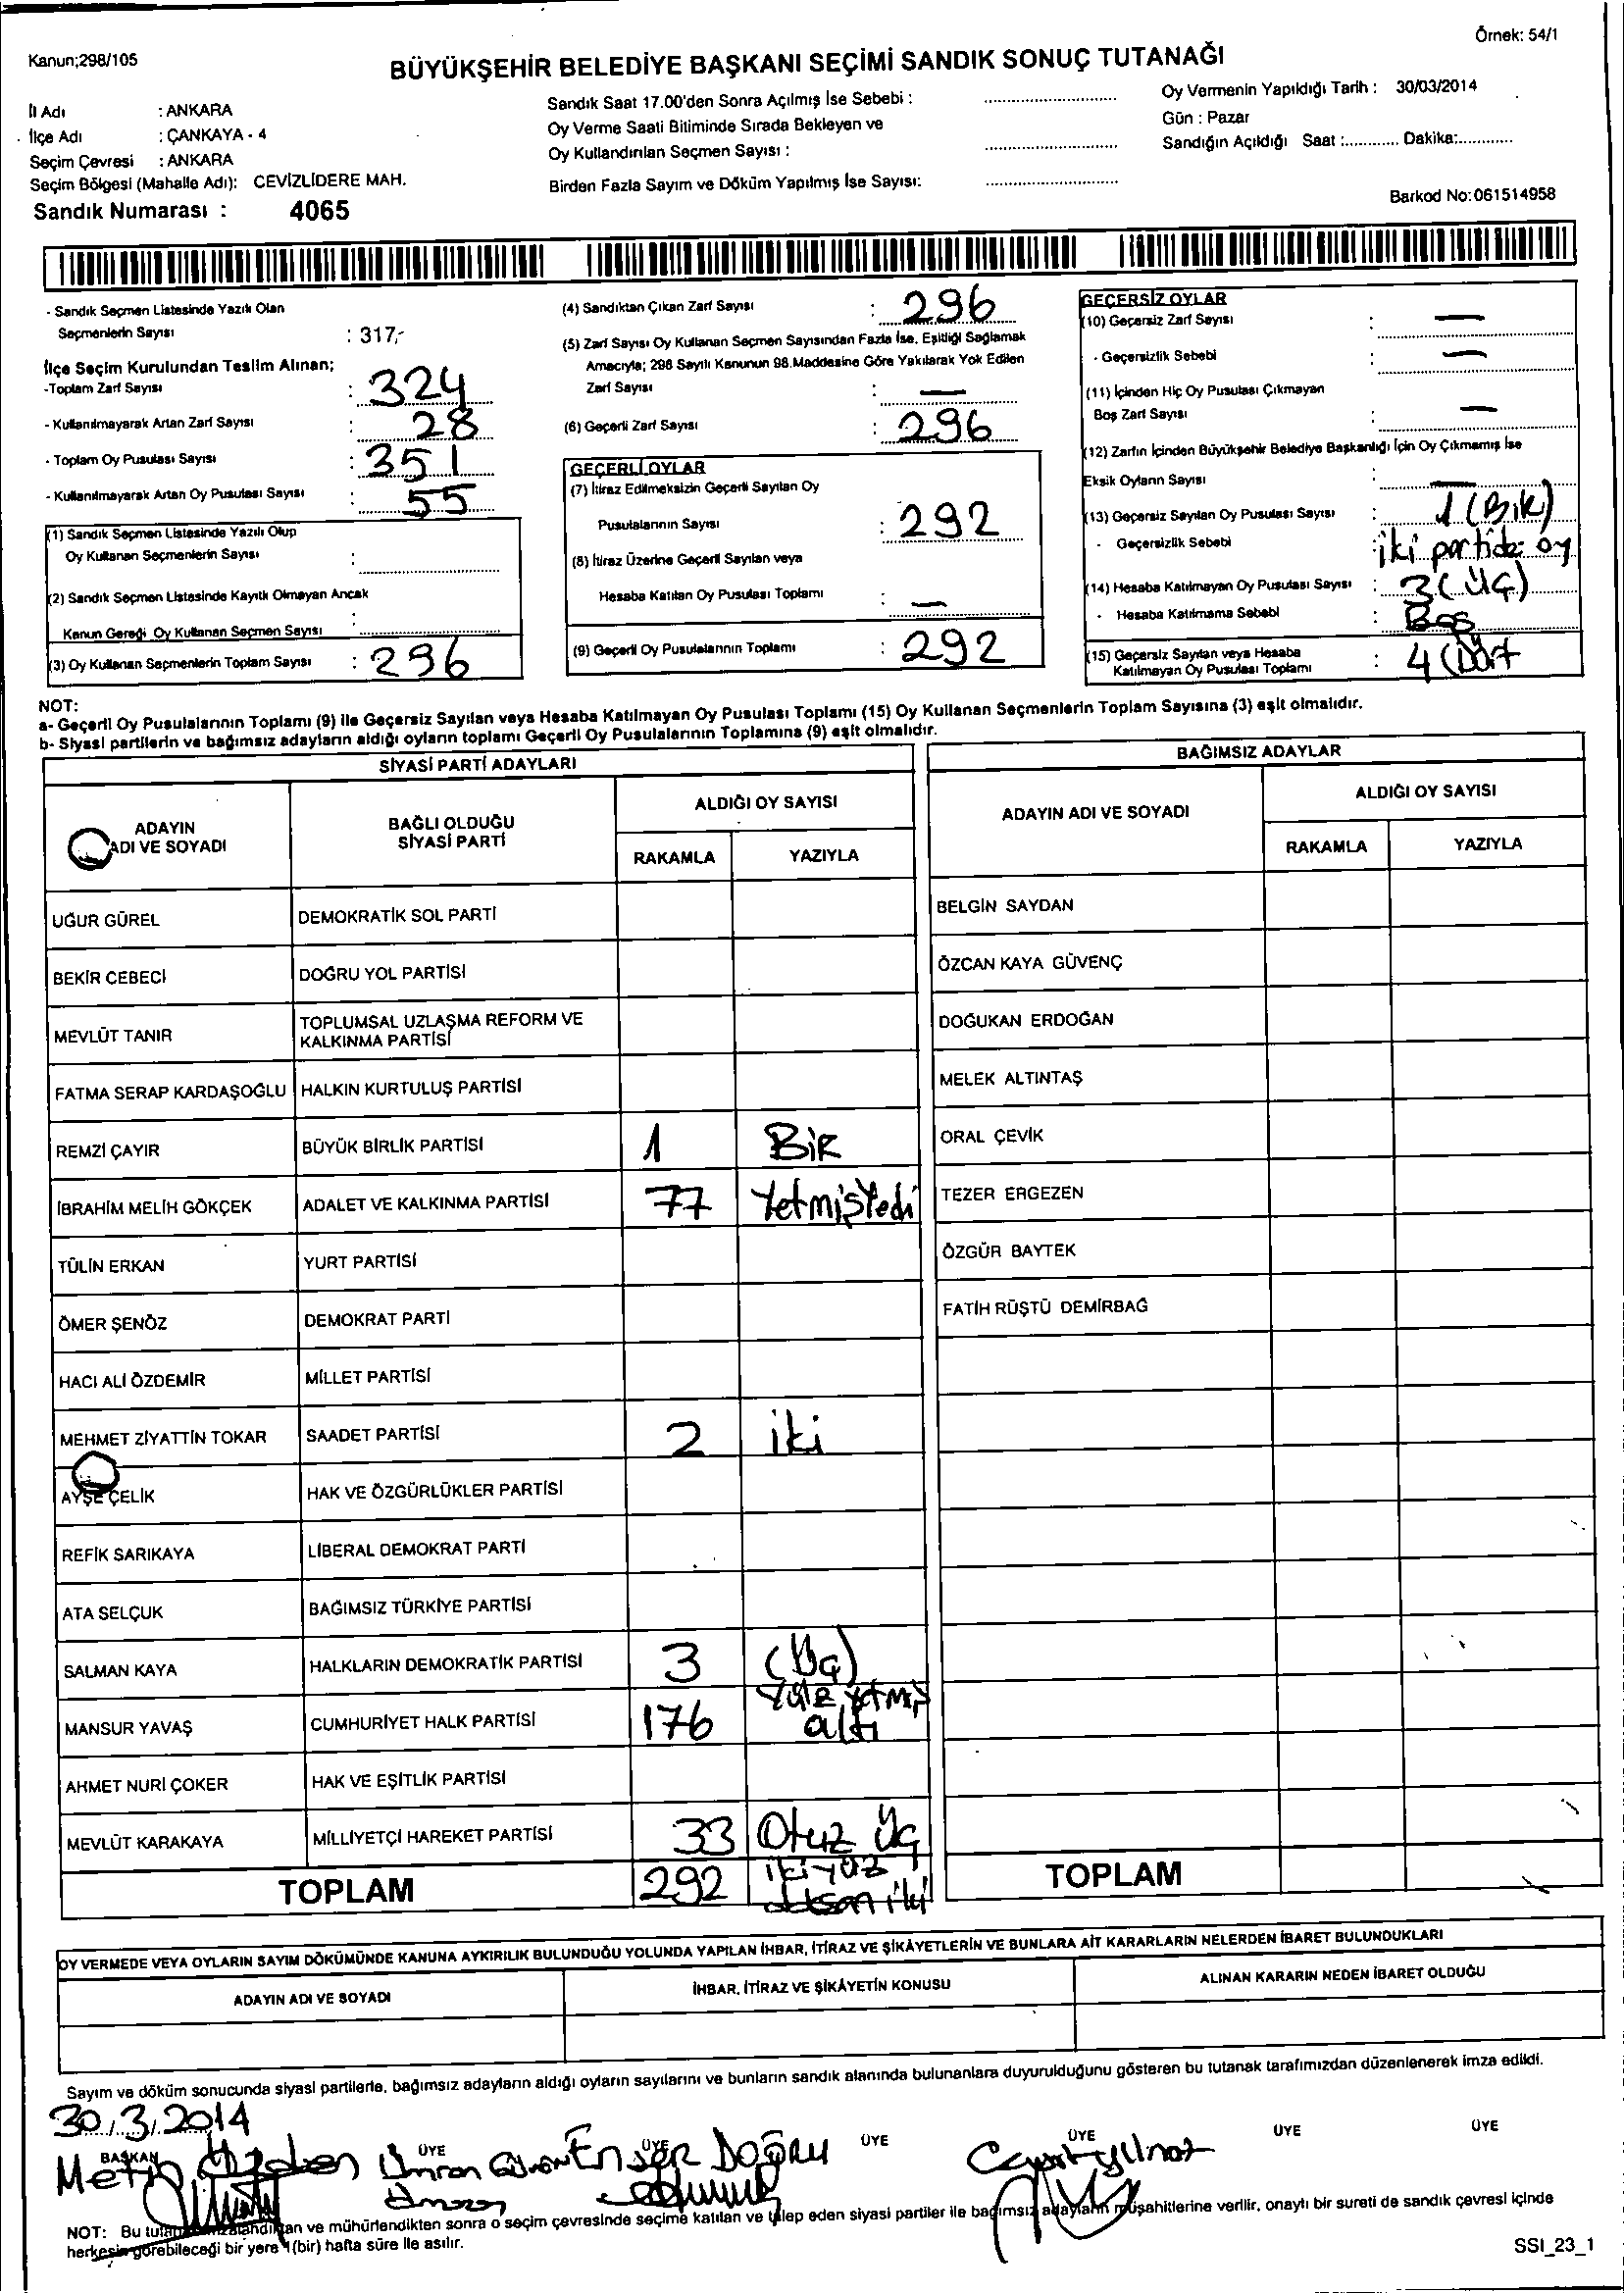 Örnek: 54/1
Kanun;298/105
BÜYÜKŞEHİR BELEDİYE BAŞKANI SEÇİMİ SANDIK SONUÇ TUTANAĞI
İl Adı : ANKARA
İlçe Adı : ÇANKAYA - 4
Seçim Çevresi : ANKARA
Seçim Bölgesi (Mahalle Adı): CEVİZLİDERE MAH.
Sandık Numarası : 4065
Sandık Saat 17.00'den Sonra Açılmış İse Sebebi : ............
Oy Verme Saati Bitiminde Sırada Bekleyen ve
Oy Kullandırılan Seçmen Sayısı : ............
Birden Fazla Sayım ve Döküm Yapılmış İse Sayısı: ............
Oy Vermenin Yapıldığı Tarih : 30/03/2014
Gün : Pazar
Sandığın Açıldığı Saat :............ Dakika:............
Barkod No:061514958
- Sandık Seçmen Listesinde Yazılı Olan
Seçmenlerin Sayısı : 317,-
İlçe Seçim Kurulundan Teslim Alınan;
-Toplam Zarf Sayısı : 324
- Kullanılmayarak Artan Zarf Sayısı : 28
- Toplam Oy Pusulası Sayısı : 351
- Kullanılmayarak Artan Oy Pusulası Sayısı : 55
(1) Sandık Seçmen Listesinde Yazılı Olup
Oy Kullanan Seçmenlerin Sayısı :
(2) Sandık Seçmen Listesinde Kayıtlı Olmayan Ancak
Kanun Gereği Oy Kullanan Seçmen Sayısı :
(3) Oy Kullanan Seçmenlerin Toplam Sayısı : 296
(4) Sandıktan Çıkan Zarf Sayısı : 296
(5) Zarf Sayısı Oy Kullanan Seçmen Sayısından Fazla İse, Eşitliği Sağlamak
Amacıyla; 298 Sayılı Kanunun 98.Maddesine Göre Yakılarak Yok Edilen
Zarf Sayısı : —
(6) Geçerli Zarf Sayısı : 296
GEÇERLİ OYLAR
(7) İtiraz Edilmeksizin Geçerli Sayılan Oy
Pusulalarının Sayısı : 292
(8) İtiraz Üzerine Geçerli Sayılan veya
Hesaba Katılan Oy Pusulası Toplamı : —
(9) Geçerli Oy Pusulalarının Toplamı : 292
GEÇERSİZ OYLAR
(10) Geçersiz Zarf Sayısı : —
- Geçersizlik Sebebi : —
(11) İçinden Hiç Oy Pusulası Çıkmayan
Boş Zarf Sayısı : —
(12) Zarfın İçinden Büyükşehir Belediye Başkanlığı İçin Oy Çıkmamış İse
Eksik Oyların Sayısı : —
(13) Geçersiz Sayılan Oy Pusulası Sayısı : 1 (Bir)
- Geçersizlik Sebebi : iki partide oy
(14) Hesaba Katılmayan Oy Pusulası Sayısı : 3 (Üç)
- Hesaba Katılmama Sebebi : Boş
(15) Geçersiz Sayılan veya Hesaba
Katılmayan Oy Pusulası Toplamı : 4 (Dört
NOT:
a- Geçerli Oy Pusulalarının Toplamı (9) ile Geçersiz Sayılan veya Hesaba Katılmayan Oy Pusulası Toplamı (15) Oy Kullanan Seçmenlerin Toplam Sayısına (3) eşit olmalıdır.
b- Siyasi partilerin ve bağımsız adayların aldığı oyların toplamı Geçerli Oy Pusulalarının Toplamına (9) eşit olmalıdır.
SİYASİ PARTİ ADAYLARI
ADAYIN ADI VE SOYADI
BAĞLI OLDUĞU SİYASİ PARTİ
ALDIĞI OY SAYISI
RAKAMLA YAZIYLA
UĞUR GÜREL DEMOKRATİK SOL PARTİ
BEKİR CEBECİ DOĞRU YOL PARTİSİ
MEVLÜT TANIR TOPLUMSAL UZLAŞMA REFORM VE
KALKINMA PARTİSİ
FATMA SERAP KARDAŞOĞLU HALKIN KURTULUŞ PARTİSİ
REMZİ ÇAYIR BÜYÜK BİRLİK PARTİSİ 1 BİR
İBRAHİM MELİH GÖKÇEK ADALET VE KALKINMA PARTİSİ 77 Yetmişyedi
TÜLİN ERKAN YURT PARTİSİ
ÖMER ŞENÖZ DEMOKRAT PARTİ
HACI ALİ ÖZDEMİR MİLLET PARTİSİ
MEHMET ZİYATTİN TOKAR SAADET PARTİSİ 2 iki
AYŞE ÇELİK HAK VE ÖZGÜRLÜKLER PARTİSİ
REFİK SARIKAYA LİBERAL DEMOKRAT PARTİ
ATA SELÇUK BAĞIMSIZ TÜRKİYE PARTİSİ
SALMAN KAYA HALKLARIN DEMOKRATİK PARTİSİ 3 (Üç)
MANSUR YAVAŞ CUMHURİYET HALK PARTİSİ 176 Yüz yetmiş
altı
AHMET NURİ ÇOKER HAK VE EŞİTLİK PARTİSİ
MEVLÜT KARAKAYA MİLLİYETÇİ HAREKET PARTİSİ 33 Otuz üç
TOPLAM 292 ikiyüz
doksan iki
BAĞIMSIZ ADAYLAR
ADAYIN ADI VE SOYADI
ALDIĞI OY SAYISI
RAKAMLA YAZIYLA
BELGİN SAYDAN
ÖZCAN KAYA GÜVENÇ
DOĞUKAN ERDOĞAN
MELEK ALTINTAŞ
ORAL ÇEVİK
TEZER ERGEZEN
ÖZGÜR BAYTEK
FATİH RÜŞTÜ DEMİRBAĞ
TOPLAM
OY VERMEDE VEYA OYLARIN SAYIM DÖKÜMÜNDE KANUNA AYKIRILIK BULUNDUĞU YOLUNDA YAPILAN İHBAR, İTİRAZ VE ŞİKÂYETLERİN VE BUNLARA AİT KARARLARIN NELERDEN İBARET BULUNDUKLARI
ADAYIN ADI VE SOYADI İHBAR, İTİRAZ VE ŞİKÂYETİN KONUSU ALINAN KARARIN NEDEN İBARET OLDUĞU
Sayım ve döküm sonucunda siyasi partilerle, bağımsız adayların aldığı oyların sayılarını ve bunların sandık alanında bulunanlara duyurulduğunu gösteren bu tutanak tarafımızdan düzenlenerek imza edildi.
30/3/2014
BAŞKAN ÜYE ÜYE ÜYE ÜYE ÜYE ÜYE
Metin Ümran ENSER DOĞRU
NOT: Bu tutanak imzalandıktan ve mühürlendikten sonra o seçim çevresinde seçime katılan ve talep eden siyasi partiler ile bağımsız adayların müşahitlerine verilir, onaylı bir sureti de sandık çevresi içinde
herkesin görebileceği bir yere 1(bir) hafta süre ile asılır.
SSI_23_1